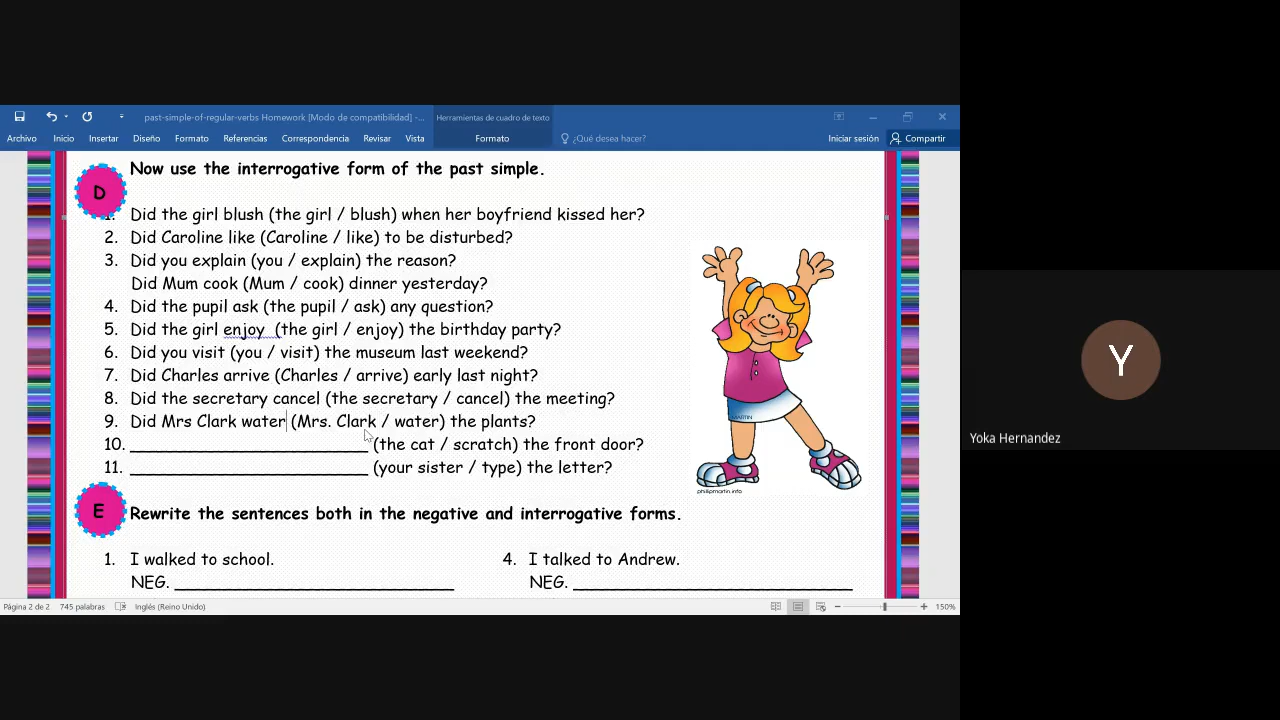 past-simple-of-regular-verbs Homework [Modo de compatibilidad] -...
Herramientas de cuadro de texto
Archivo Inicio Insertar Diseño Formato Referencias Correspondencia Revisar Vista Formato ¿Qué desea hacer? Iniciar sesión Compartir
D
Now use the interrogative form of the past simple.
1. Did the girl blush (the girl / blush) when her boyfriend kissed her?
2. Did Caroline like (Caroline / like) to be disturbed?
3. Did you explain (you / explain) the reason?
Did Mum cook (Mum / cook) dinner yesterday?
4. Did the pupil ask (the pupil / ask) any question?
5. Did the girl enjoy (the girl / enjoy) the birthday party?
6. Did you visit (you / visit) the museum last weekend?
7. Did Charles arrive (Charles / arrive) early last night?
8. Did the secretary cancel (the secretary / cancel) the meeting?
9. Did Mrs Clark water (Mrs. Clark / water) the plants?
10. _________________________ (the cat / scratch) the front door?
11. _________________________ (your sister / type) the letter?
MARTIN
philipmartin.info
E
Rewrite the sentences both in the negative and interrogative forms.
1. I walked to school.
NEG. ______________________________
4. I talked to Andrew.
NEG. ______________________________
Página 2 de 2 745 palabras Inglés (Reino Unido) 150%
Y
Yoka Hernandez